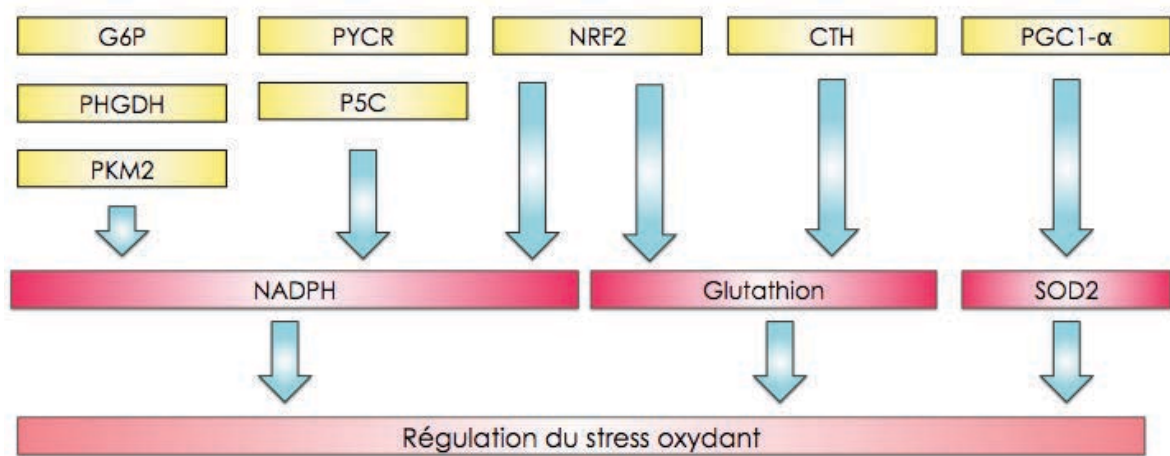 G6P
PYCR
NRF2
CTH
PGC1-α
PHGDH
P5C
PKM2
NADPH
Glutathion
SOD2
Régulation du stress oxydant